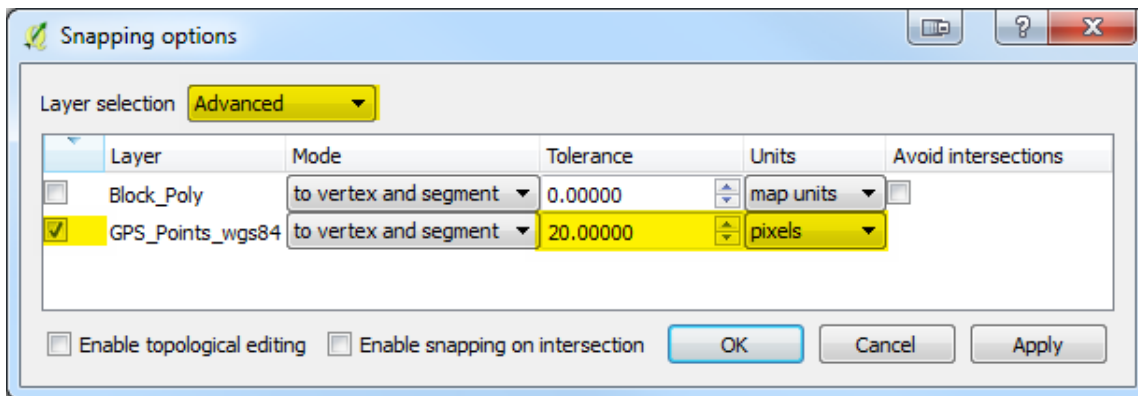 Snapping options
Layer selection Advanced
Layer Mode Tolerance Units Avoid intersections
Block_Poly to vertex and segment 0.00000 map units
GPS_Points_wgs84 to vertex and segment 20.00000 pixels
Enable topological editing Enable snapping on intersection OK Cancel Apply